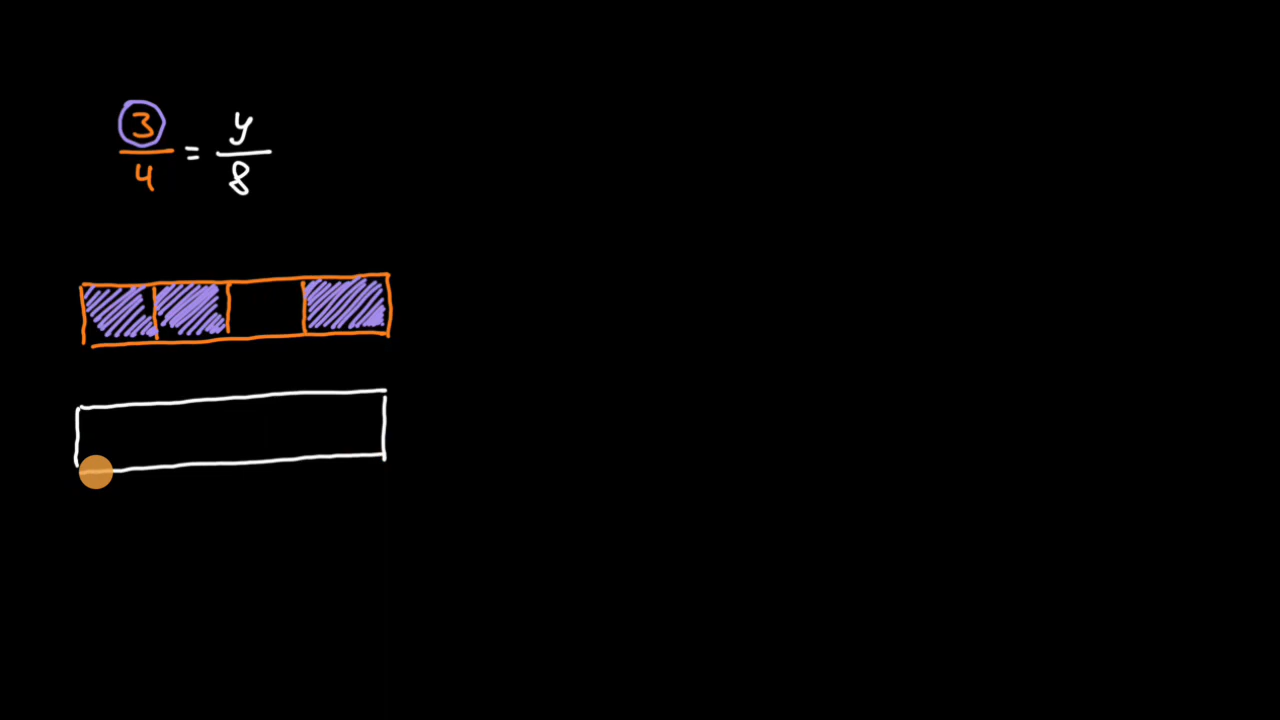 3/4 = y/8